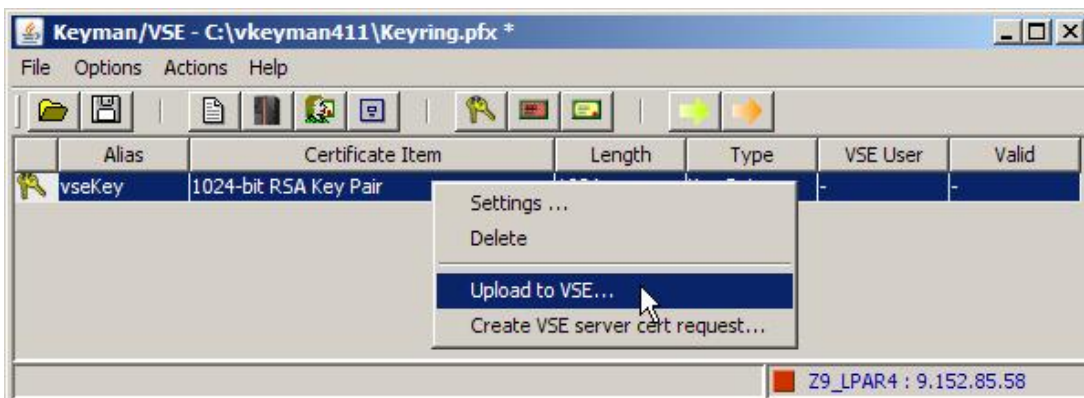 Keyman/VSE - C:\vkeyman411\Keyring.pfx *
File Options Actions Help
Alias Certificate Item Length Type VSE User Valid
vseKey 1024-bit RSA Key Pair - -
Settings ...
Delete
Upload to VSE...
Create VSE server cert request...
Z9_LPAR4 : 9.152.85.58